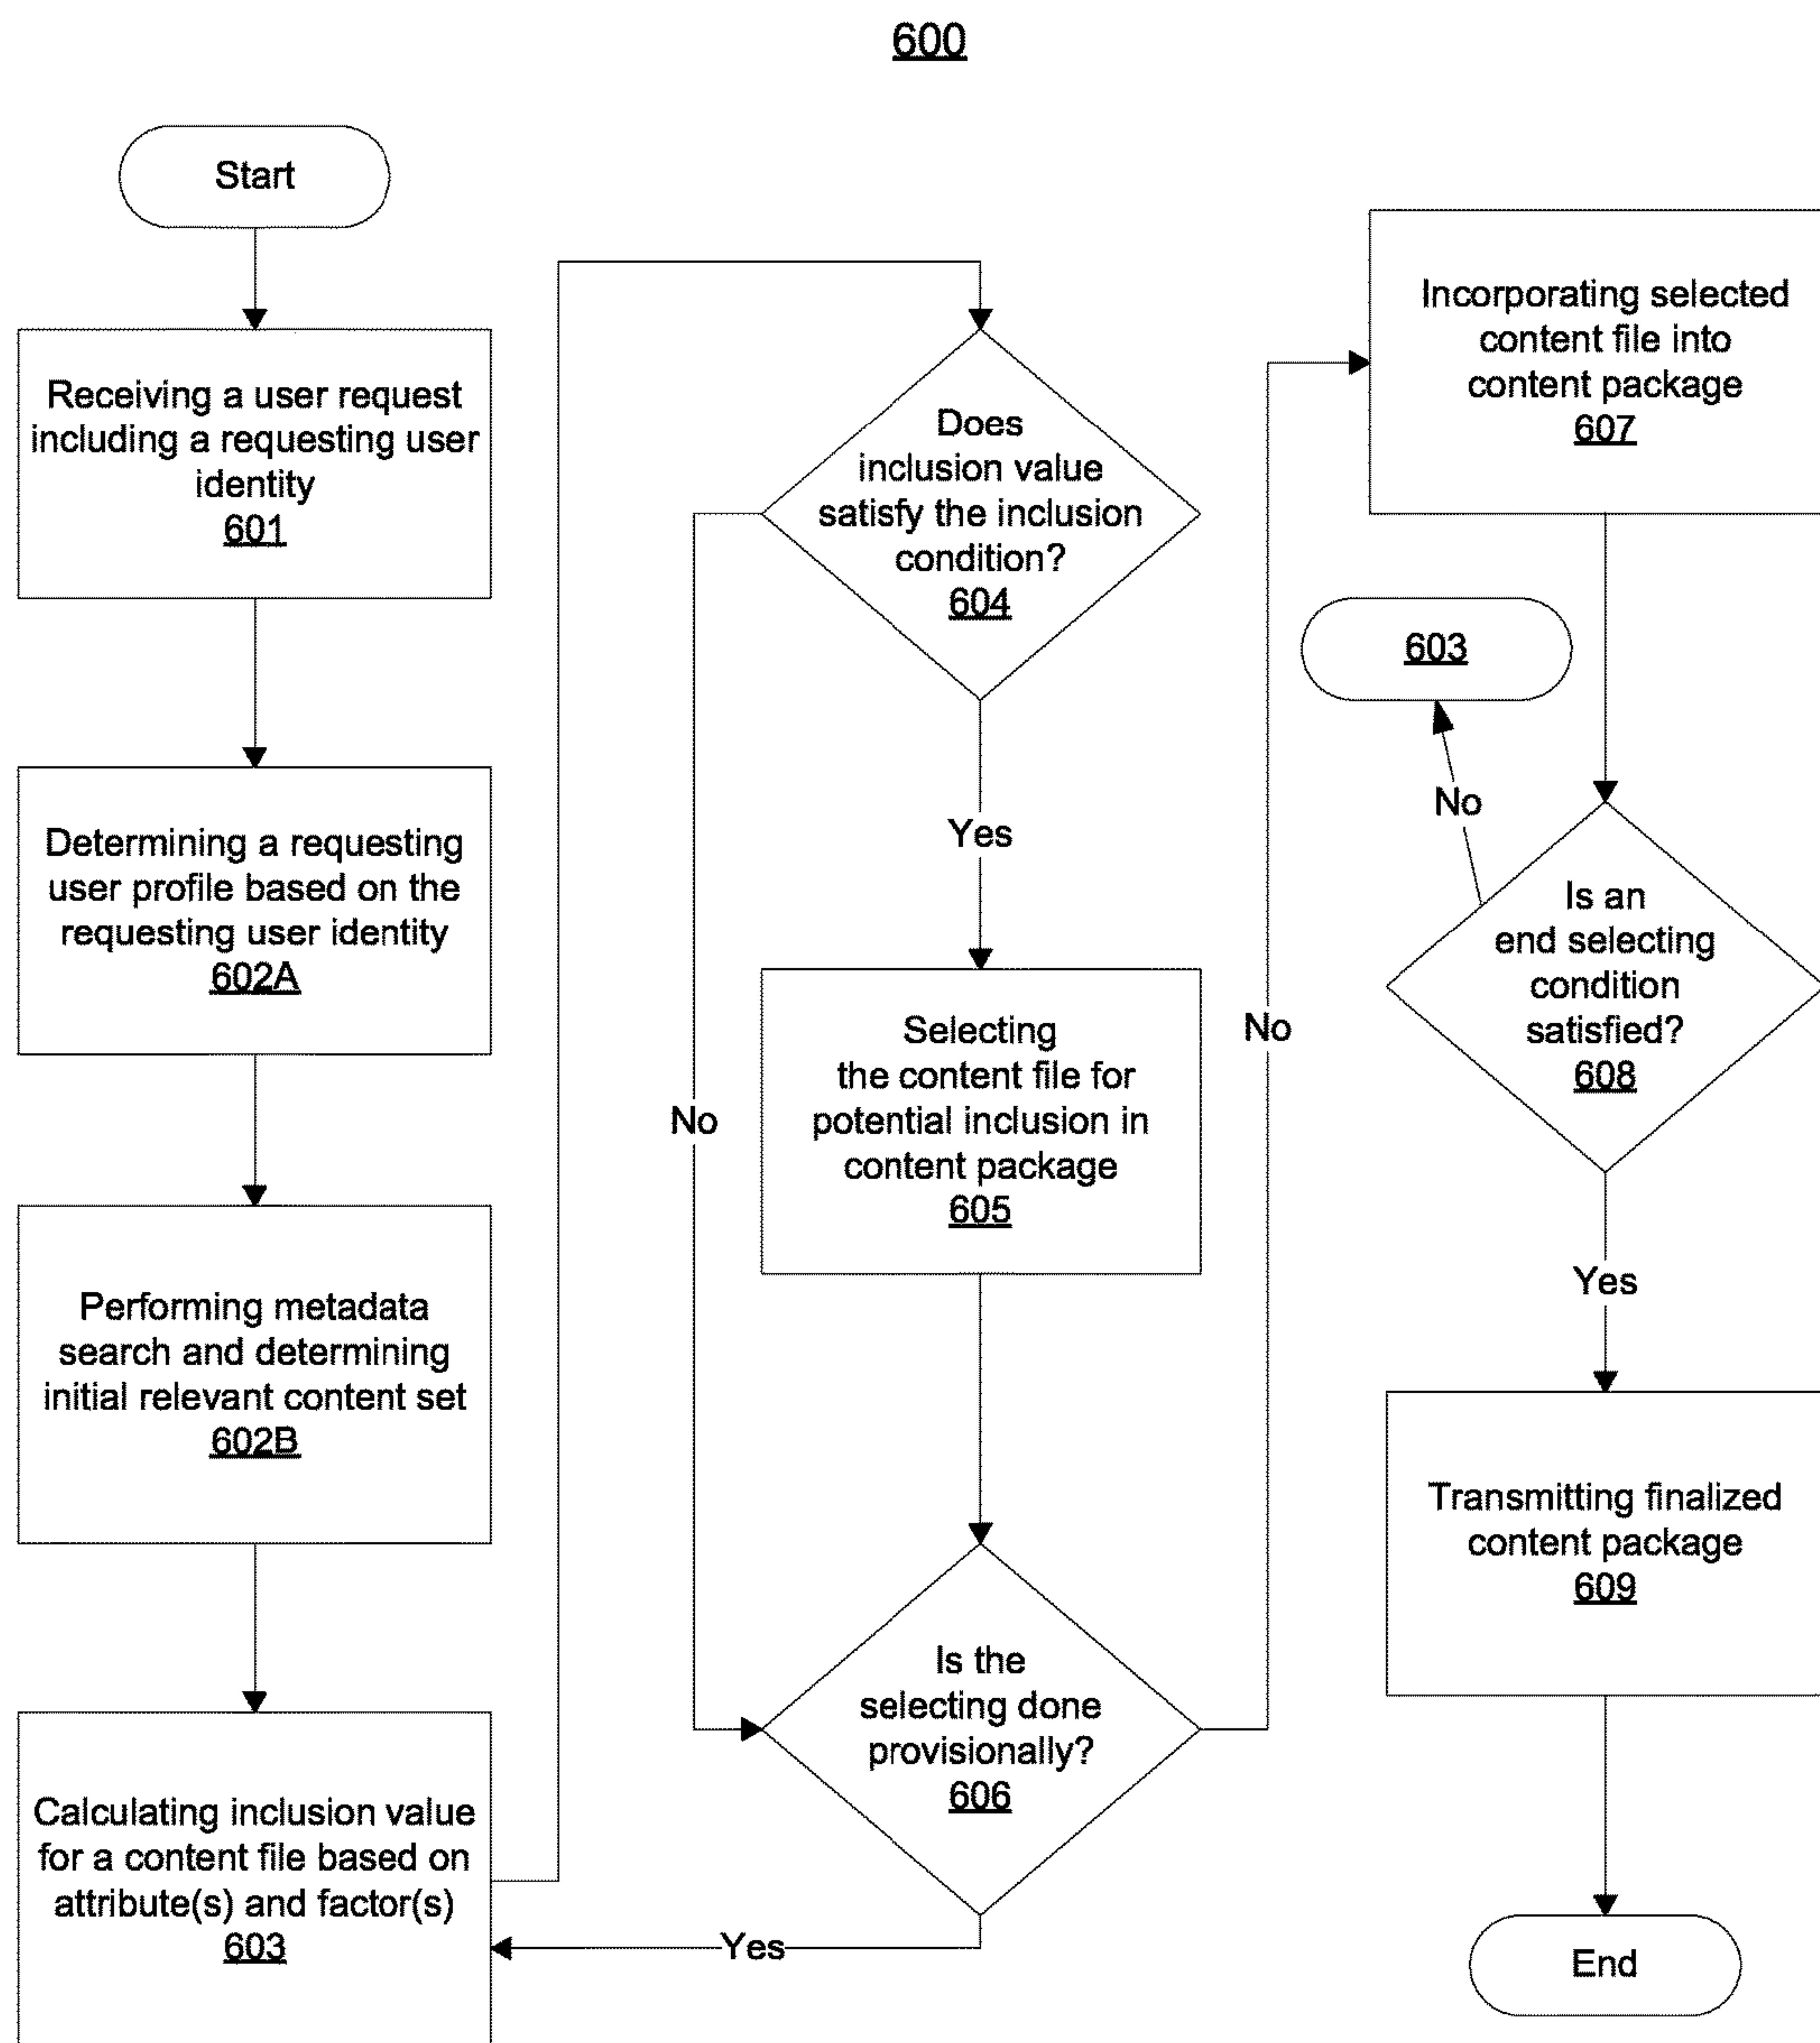 600
Start
Receiving a user request
including a requesting user
identity
601
Determining a requesting
user profile based on the
requesting user identity
602A
Performing metadata
search and determining
initial relevant content set
602B
Calculating inclusion value
for a content file based on
attribute(s) and factor(s)
603
Does
inclusion value
satisfy the inclusion
condition?
604
No
Yes
Selecting
the content file for
potential inclusion in
content package
605
Is the
selecting done
provisionally?
606
Yes
No
Incorporating selected
content file into
content package
607
603
No
Is an
end selecting
condition
satisfied?
608
Yes
Transmitting finalized
content package
609
End